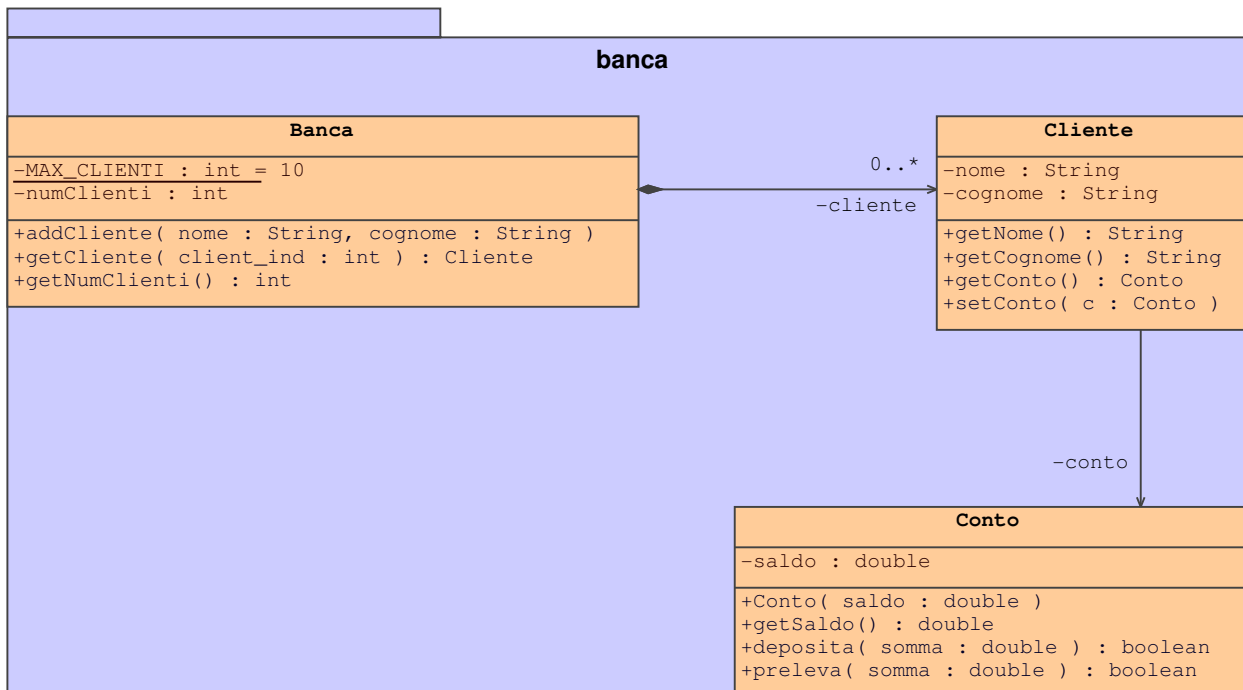 banca
Banca
-MAX_CLIENTI : int = 10
-numClienti : int
+addCliente( nome : String, cognome : String )
+getCliente( client_ind : int ) : Cliente
+getNumClienti() : int
0..*
-cliente
Cliente
-nome : String
-cognome : String
+getNome() : String
+getCognome() : String
+getConto() : Conto
+setConto( c : Conto )
-conto
Conto
-saldo : double
+Conto( saldo : double )
+getSaldo() : double
+deposita( somma : double ) : boolean
+preleva( somma : double ) : boolean